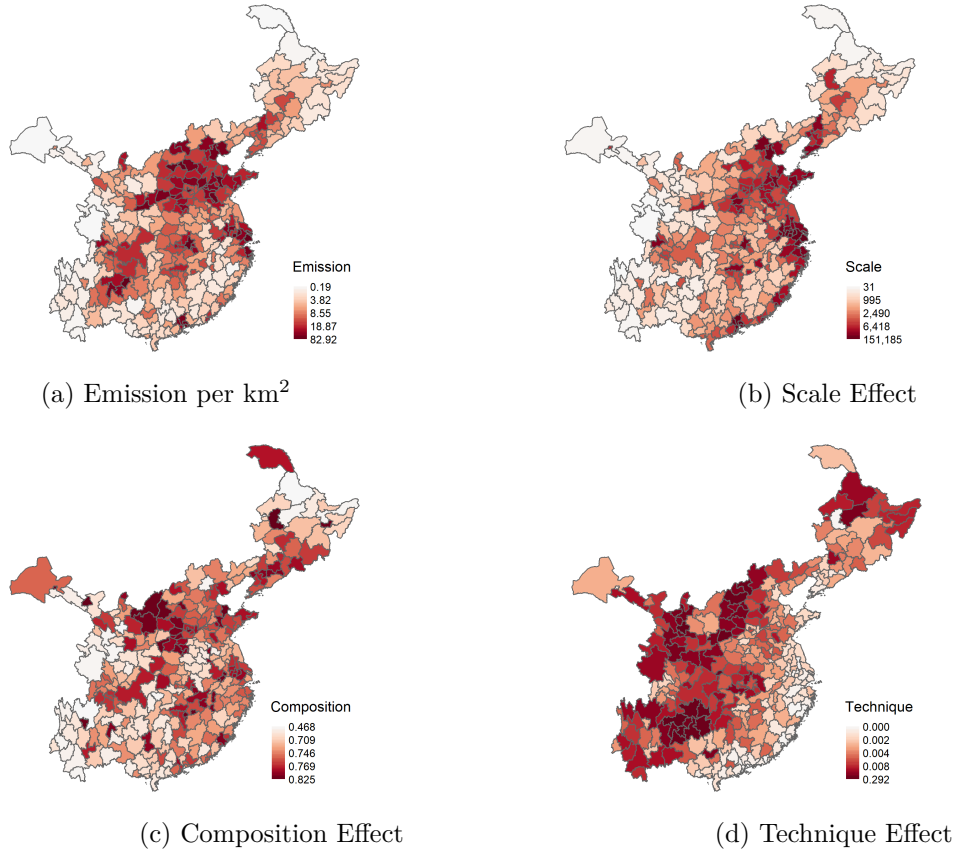 Emission
0.19
3.82
8.55
18.87
82.92
(a) Emission per km²
Scale
31
995
2,490
6,418
151,185
(b) Scale Effect
Composition
0.468
0.709
0.746
0.769
0.825
(c) Composition Effect
Technique
0.000
0.002
0.004
0.008
0.292
(d) Technique Effect